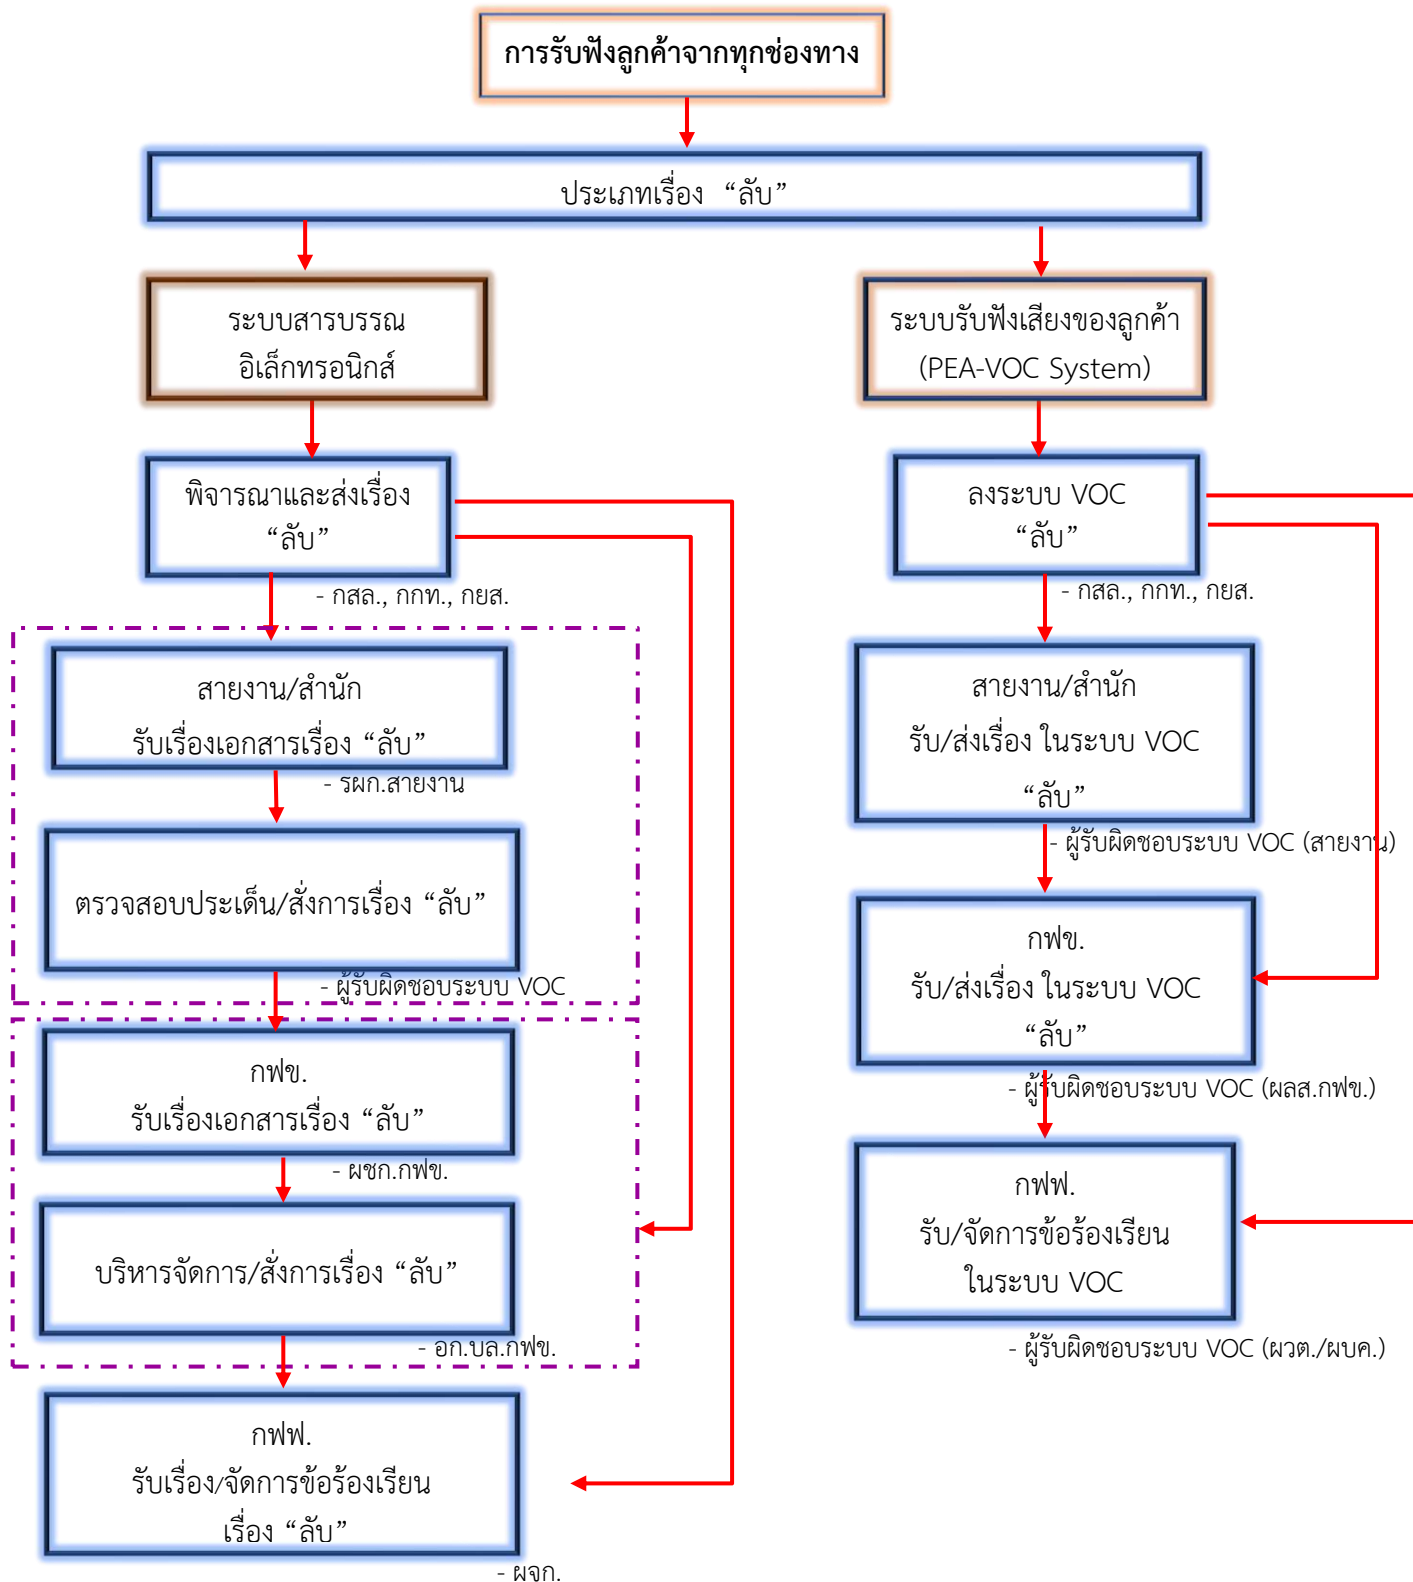 การรับฟังลูกค้าจากทุกช่องทาง
ประเภทเรื่อง “ลับ”
ระบบสารบรรณ
อิเล็กทรอนิกส์
พิจารณาและส่งเรื่อง
“ลับ”
- กสล., กกท., กยส.
สายงาน/สำนัก
รับเรื่องเอกสารเรื่อง “ลับ”
- รผก.สายงาน
ตรวจสอบประเด็น/สั่งการเรื่อง “ลับ”
- ผู้รับผิดชอบระบบ VOC
กฟข.
รับเรื่องเอกสารเรื่อง “ลับ”
- ผชก.กฟข.
บริหารจัดการ/สั่งการเรื่อง “ลับ”
- อก.บล.กฟข.
กฟฟ.
รับเรื่อง/จัดการข้อร้องเรียน
เรื่อง “ลับ”
- ผจก.
ระบบรับฟังเสียงของลูกค้า
(PEA-VOC System)
ลงระบบ VOC
“ลับ”
- กสล., กกท., กยส.
สายงาน/สำนัก
รับ/ส่งเรื่อง ในระบบ VOC
“ลับ”
- ผู้รับผิดชอบระบบ VOC (สายงาน)
กฟข.
รับ/ส่งเรื่อง ในระบบ VOC
“ลับ”
- ผู้รับผิดชอบระบบ VOC (ผลส.กฟข.)
กฟฟ.
รับ/จัดการข้อร้องเรียน
ในระบบ VOC
- ผู้รับผิดชอบระบบ VOC (ผวต./ผบค.)